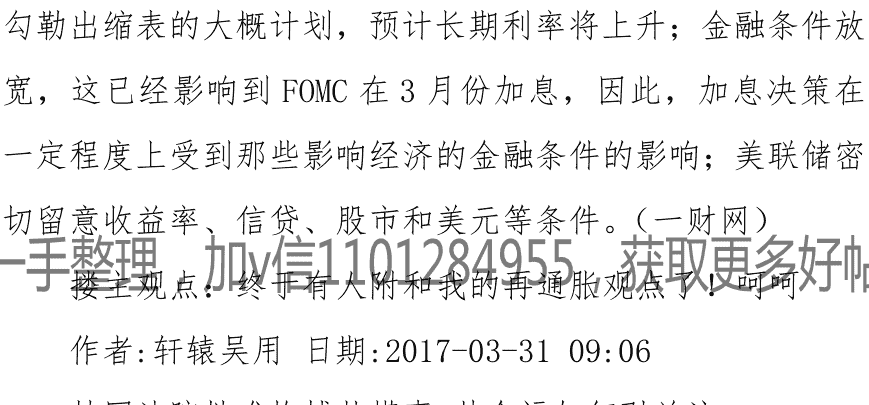 勾勒出缩表的大概计划，预计长期利率将上升；金融条件放
宽，这已经影响到 FOMC 在 3 月份加息，因此，加息决策在
一定程度上受到那些影响经济的金融条件的影响；美联储密
切留意收益率、信贷、股市和美元等条件。（一财网）
一手整理，加v信1101284955，获取更多好帖
楼主观点：终于有人附和我的再通胀观点了！呵呵
作者:轩辕吴用 日期:2017-03-31 09:06